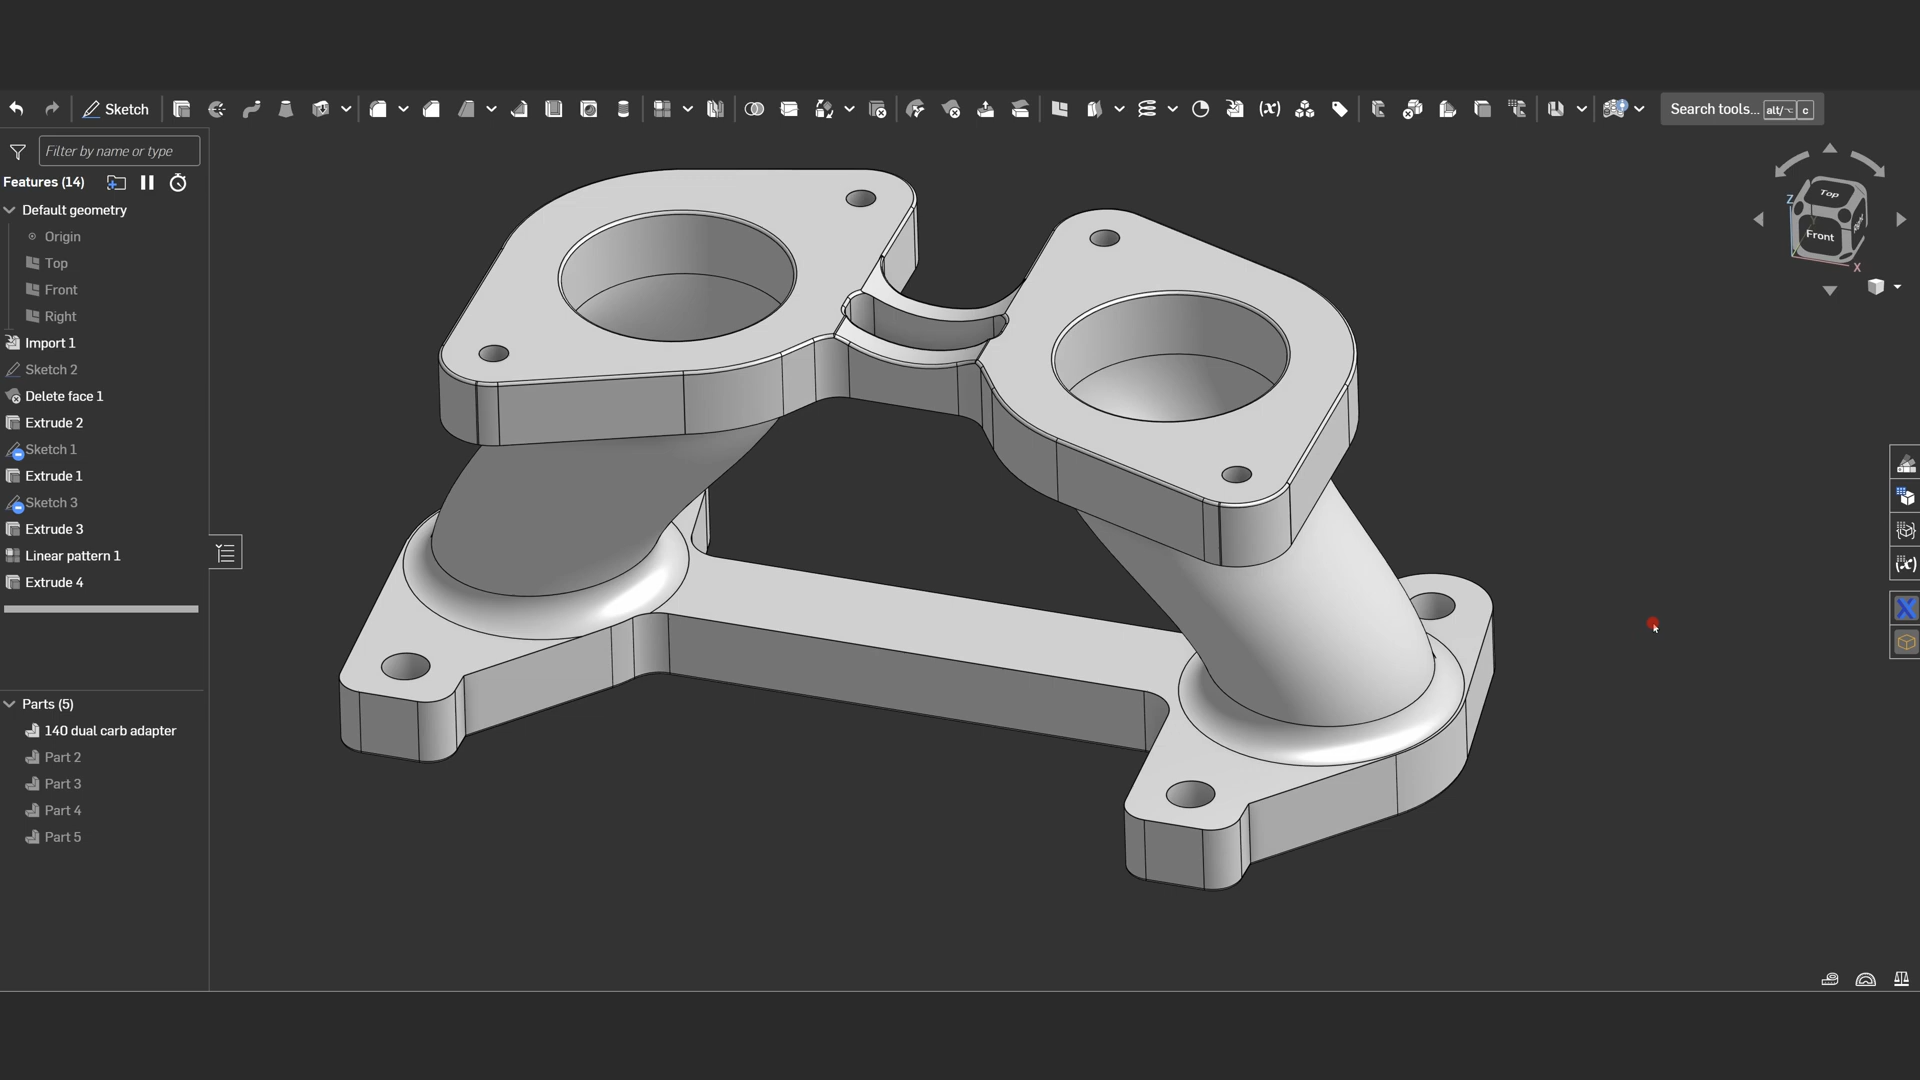 Sketch
Search tools... alt/⌥ c
Filter by name or type
Features (14)
Default geometry
Origin
Top
Front
Right
Import 1
Sketch 2
Delete face 1
Extrude 2
Sketch 1
Extrude 1
Sketch 3
Extrude 3
Linear pattern 1
Extrude 4
Parts (5)
140 dual carb adapter
Part 2
Part 3
Part 4
Part 5
Top
Z
Front
X
(x)
(x)